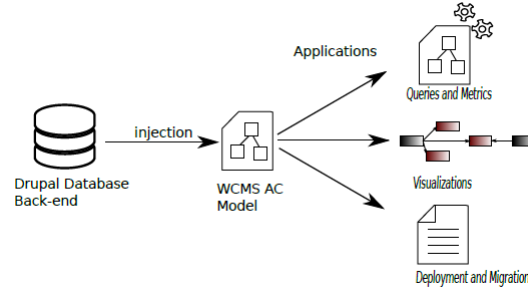 Applications
Queries and Metrics
injection
Drupal Database
Back-end
WCMS AC
Model
Visualizations
Deployment and Migration